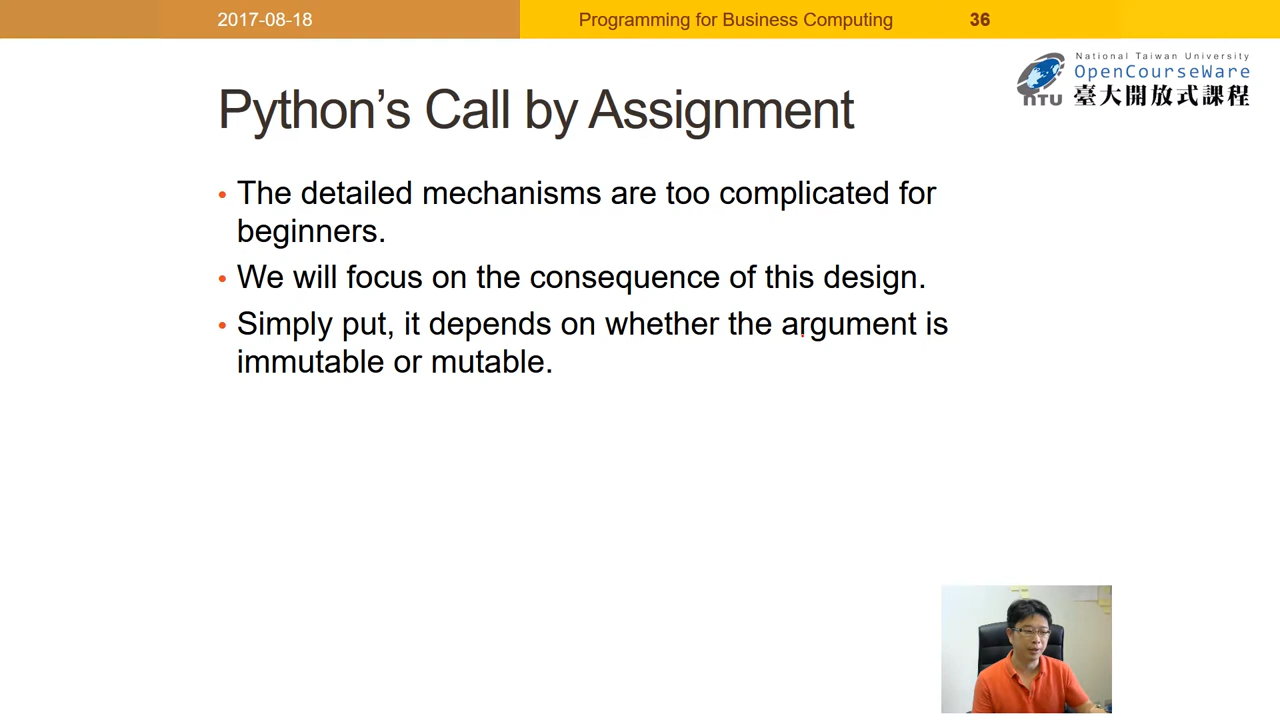 2017-08-18
Programming for Business Computing
36
National Taiwan University
OpenCourseWare
NTU 臺大開放式課程
Python’s Call by Assignment
• The detailed mechanisms are too complicated for
beginners.
• We will focus on the consequence of this design.
• Simply put, it depends on whether the argument is
immutable or mutable.